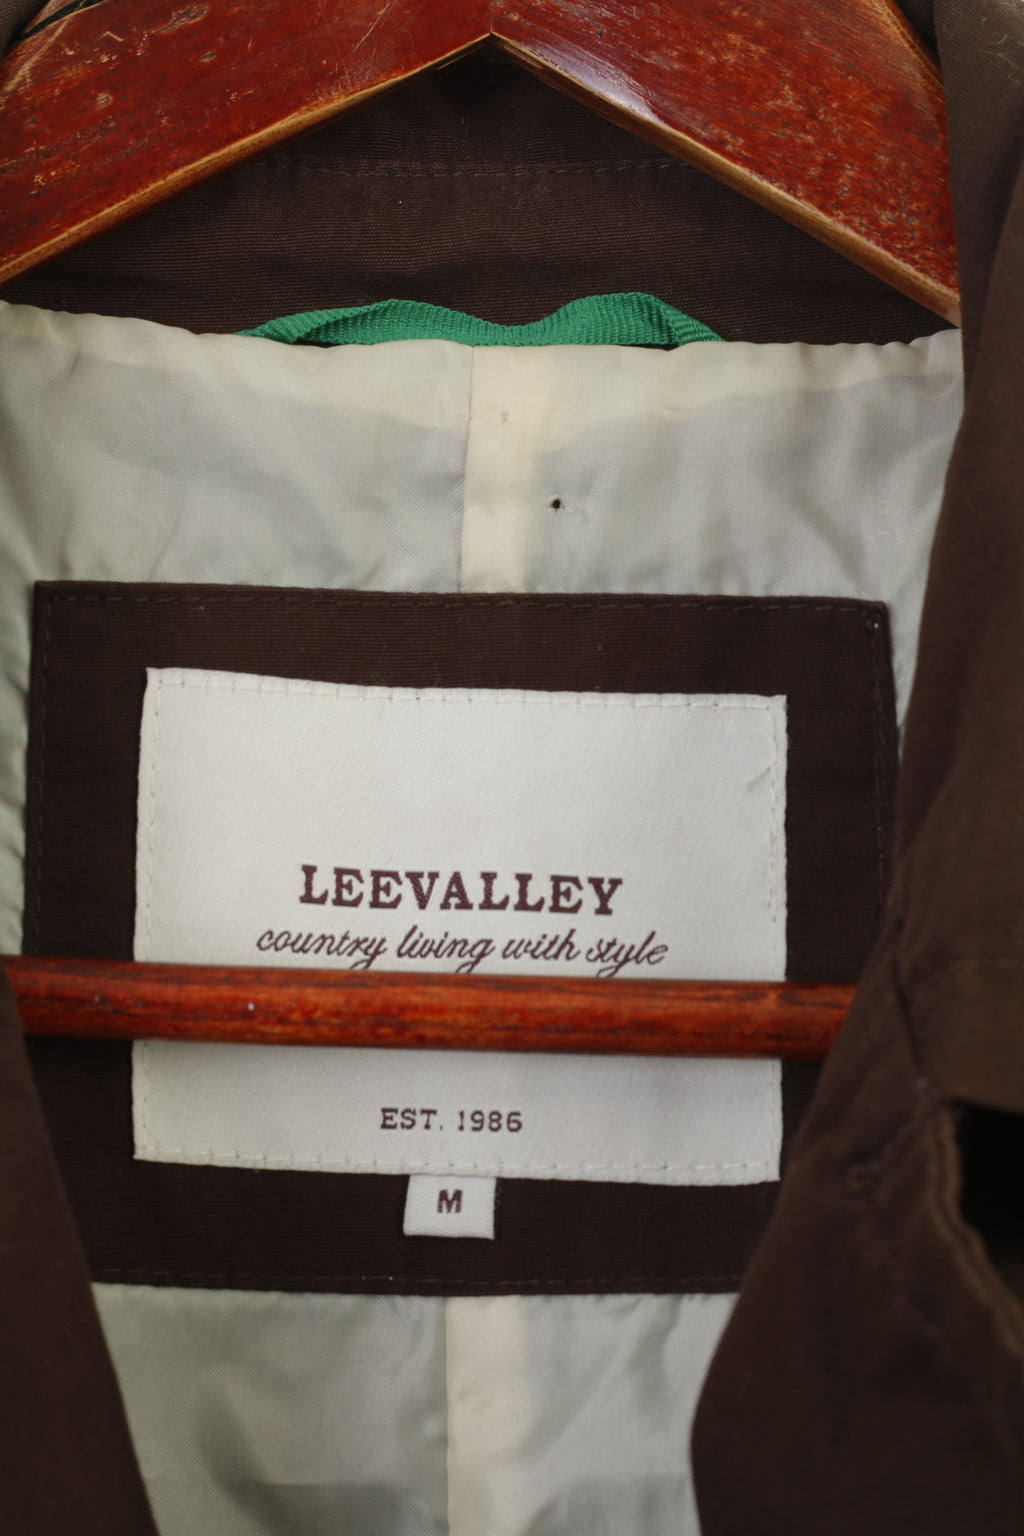 LEEVALLEY
country living with style
EST. 1986
M